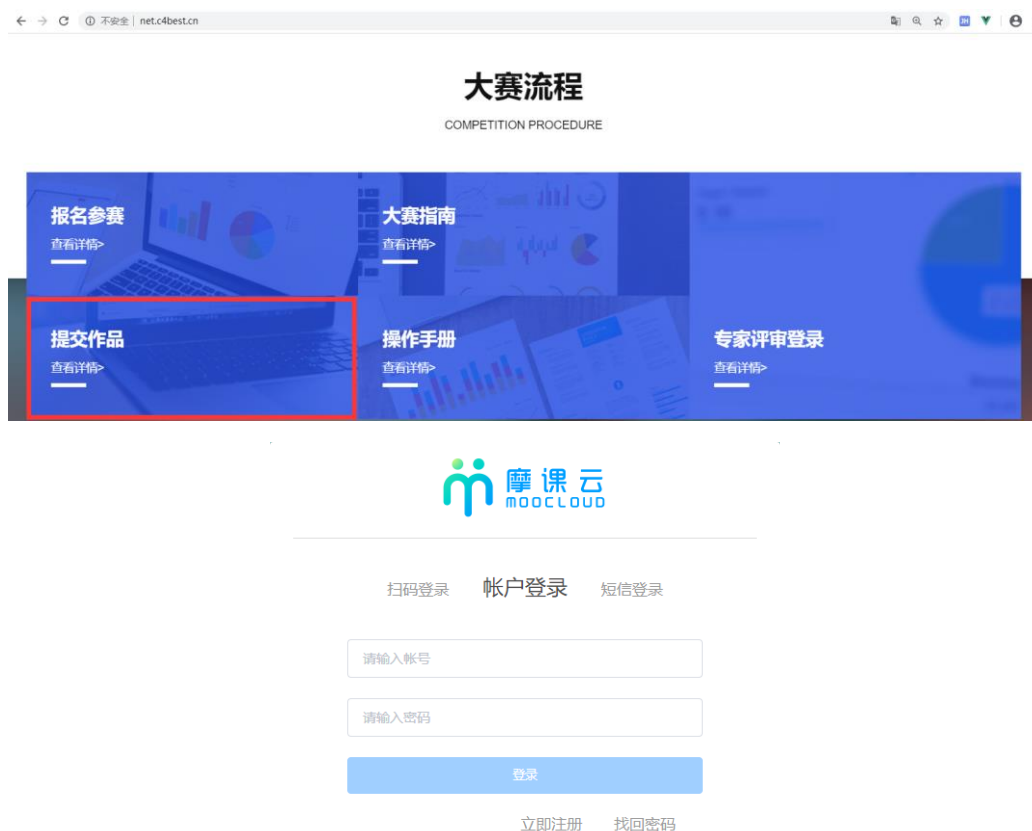 不安全 | net.c4best.cn
大赛流程
COMPETITION PROCEDURE
报名参赛
查看详情>
大赛指南
查看详情>
提交作品
查看详情>
操作手册
查看详情>
专家评审登录
查看详情>
摩课云
MOOCLOUD
扫码登录 帐户登录 短信登录
请输入帐号
请输入密码
登录
立即注册 找回密码